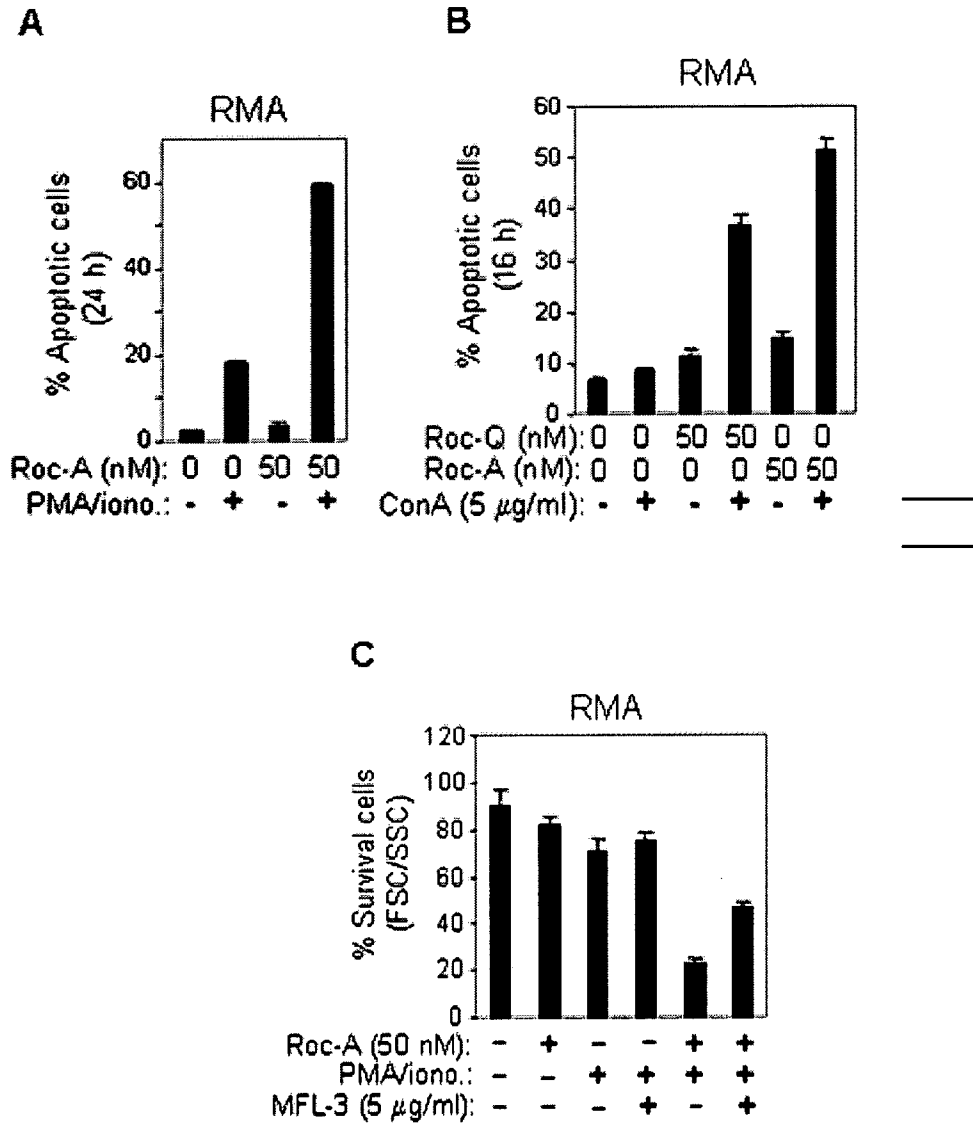 A
RMA
% Apoptotic cells
(24 h)
60
40
20
0
Roc-A (nM): 0 0 50 50
PMA/iono.: - + - +
B
RMA
% Apoptotic cells
(16 h)
60
50
40
30
20
10
0
Roc-Q (nM): 0 0 50 50 0 0
Roc-A (nM): 0 0 0 0 50 50
ConA (5 µg/ml): - + - + - +
C
RMA
% Survival cells
(FSC/SSC)
120
100
80
60
40
20
0
Roc-A (50 nM): - + - - + +
PMA/iono.: - - + + + +
MFL-3 (5 µg/ml): - - - + - +